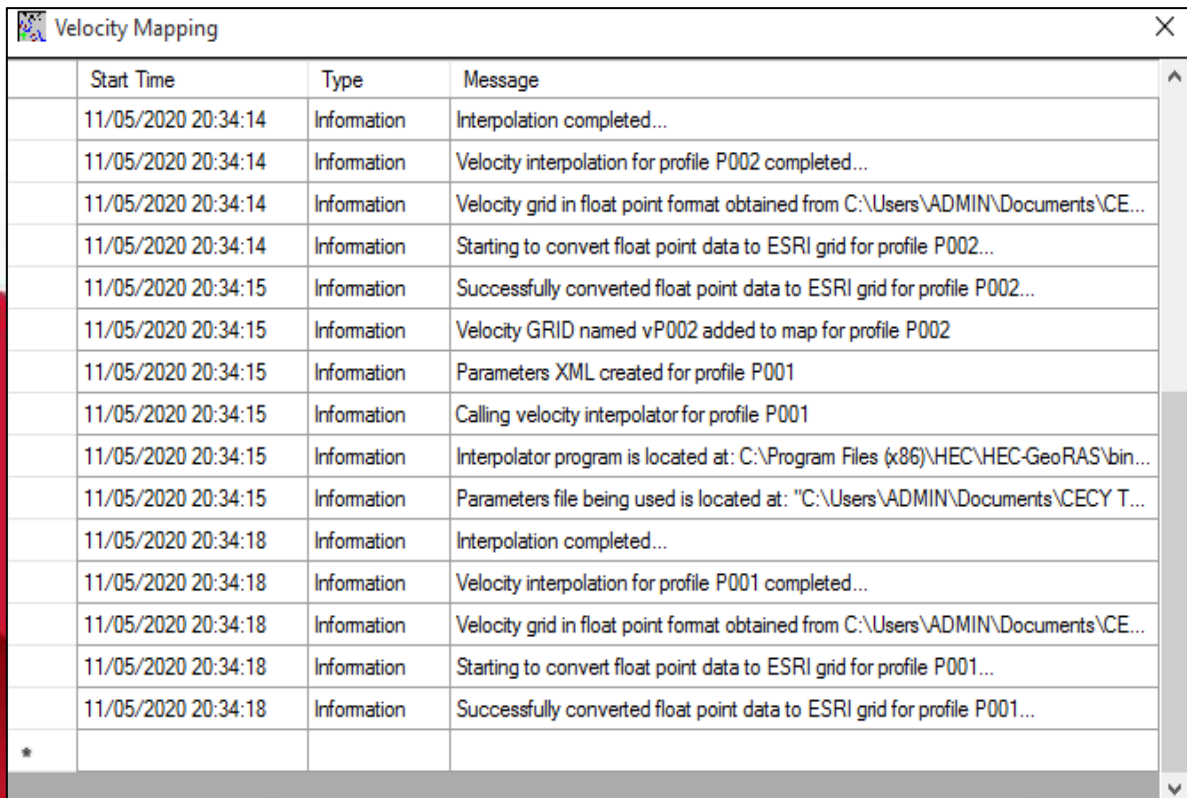 Velocity Mapping
Start Time Type Message
11/05/2020 20:34:14 Information Interpolation completed...
11/05/2020 20:34:14 Information Velocity interpolation for profile P002 completed...
11/05/2020 20:34:14 Information Velocity grid in float point format obtained from C:\Users\ADMIN\Documents\CE...
11/05/2020 20:34:14 Information Starting to convert float point data to ESRI grid for profile P002...
11/05/2020 20:34:15 Information Successfully converted float point data to ESRI grid for profile P002...
11/05/2020 20:34:15 Information Velocity GRID named vP002 added to map for profile P002
11/05/2020 20:34:15 Information Parameters XML created for profile P001
11/05/2020 20:34:15 Information Calling velocity interpolator for profile P001
11/05/2020 20:34:15 Information Interpolator program is located at: C:\Program Files (x86)\HEC\HEC-GeoRAS\bin...
11/05/2020 20:34:15 Information Parameters file being used is located at: "C:\Users\ADMIN\Documents\CECY T...
11/05/2020 20:34:18 Information Interpolation completed...
11/05/2020 20:34:18 Information Velocity interpolation for profile P001 completed...
11/05/2020 20:34:18 Information Velocity grid in float point format obtained from C:\Users\ADMIN\Documents\CE...
11/05/2020 20:34:18 Information Starting to convert float point data to ESRI grid for profile P001...
11/05/2020 20:34:18 Information Successfully converted float point data to ESRI grid for profile P001...
*